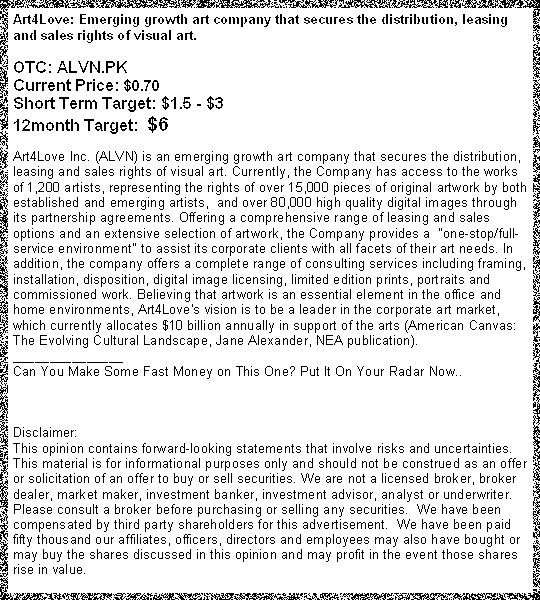 Art4Love: Emerging growth art company that secures the distribution, leasing
and sales rights of visual art.
OTC: ALVN.PK
Current Price: $0.70
Short Term Target: $1.5 - $3
12month Target:  $6
Art4Love Inc. (ALVN) is an emerging growth art company that secures the distribution,
leasing and sales rights of visual art. Currently, the Company has access to the works
of 1,200 artists, representing the rights of over 15,000 pieces of original artwork by both
established and emerging artists,  and over 80,000 high quality digital images through
its partnership agreements. Offering a comprehensive range of leasing and sales
options and an extensive selection of artwork, the Company provides a  "one-stop/full-
service environment" to assist its corporate clients with all facets of their art needs. In
addition, the company offers a complete range of consulting services including framing,
installation, disposition, digital image licensing, limited edition prints, portraits and
commissioned work. Believing that artwork is an essential element in the office and
home environments, Art4Love's vision is to be a leader in the corporate art market,
which currently allocates $10 billion annually in support of the arts (American Canvas:
The Evolving Cultural Landscape, Jane Alexander, NEA publication).
_______________
Can You Make Some Fast Money on This One? Put It On Your Radar Now..
Disclaimer:
This opinion contains forward-looking statements that involve risks and uncertainties.
This material is for informational purposes only and should not be construed as an offer
or solicitation of an offer to buy or sell securities. We are not a licensed broker, broker
dealer, market maker, investment banker, investment advisor, analyst or underwriter.
Please consult a broker before purchasing or selling any securities.  We have been
compensated by third party shareholders for this advertisement.  We have been paid
fifty thousand our affiliates, officers, directors and employees may also have bought or
may buy the shares discussed in this opinion and may profit in the event those shares
rise in value.